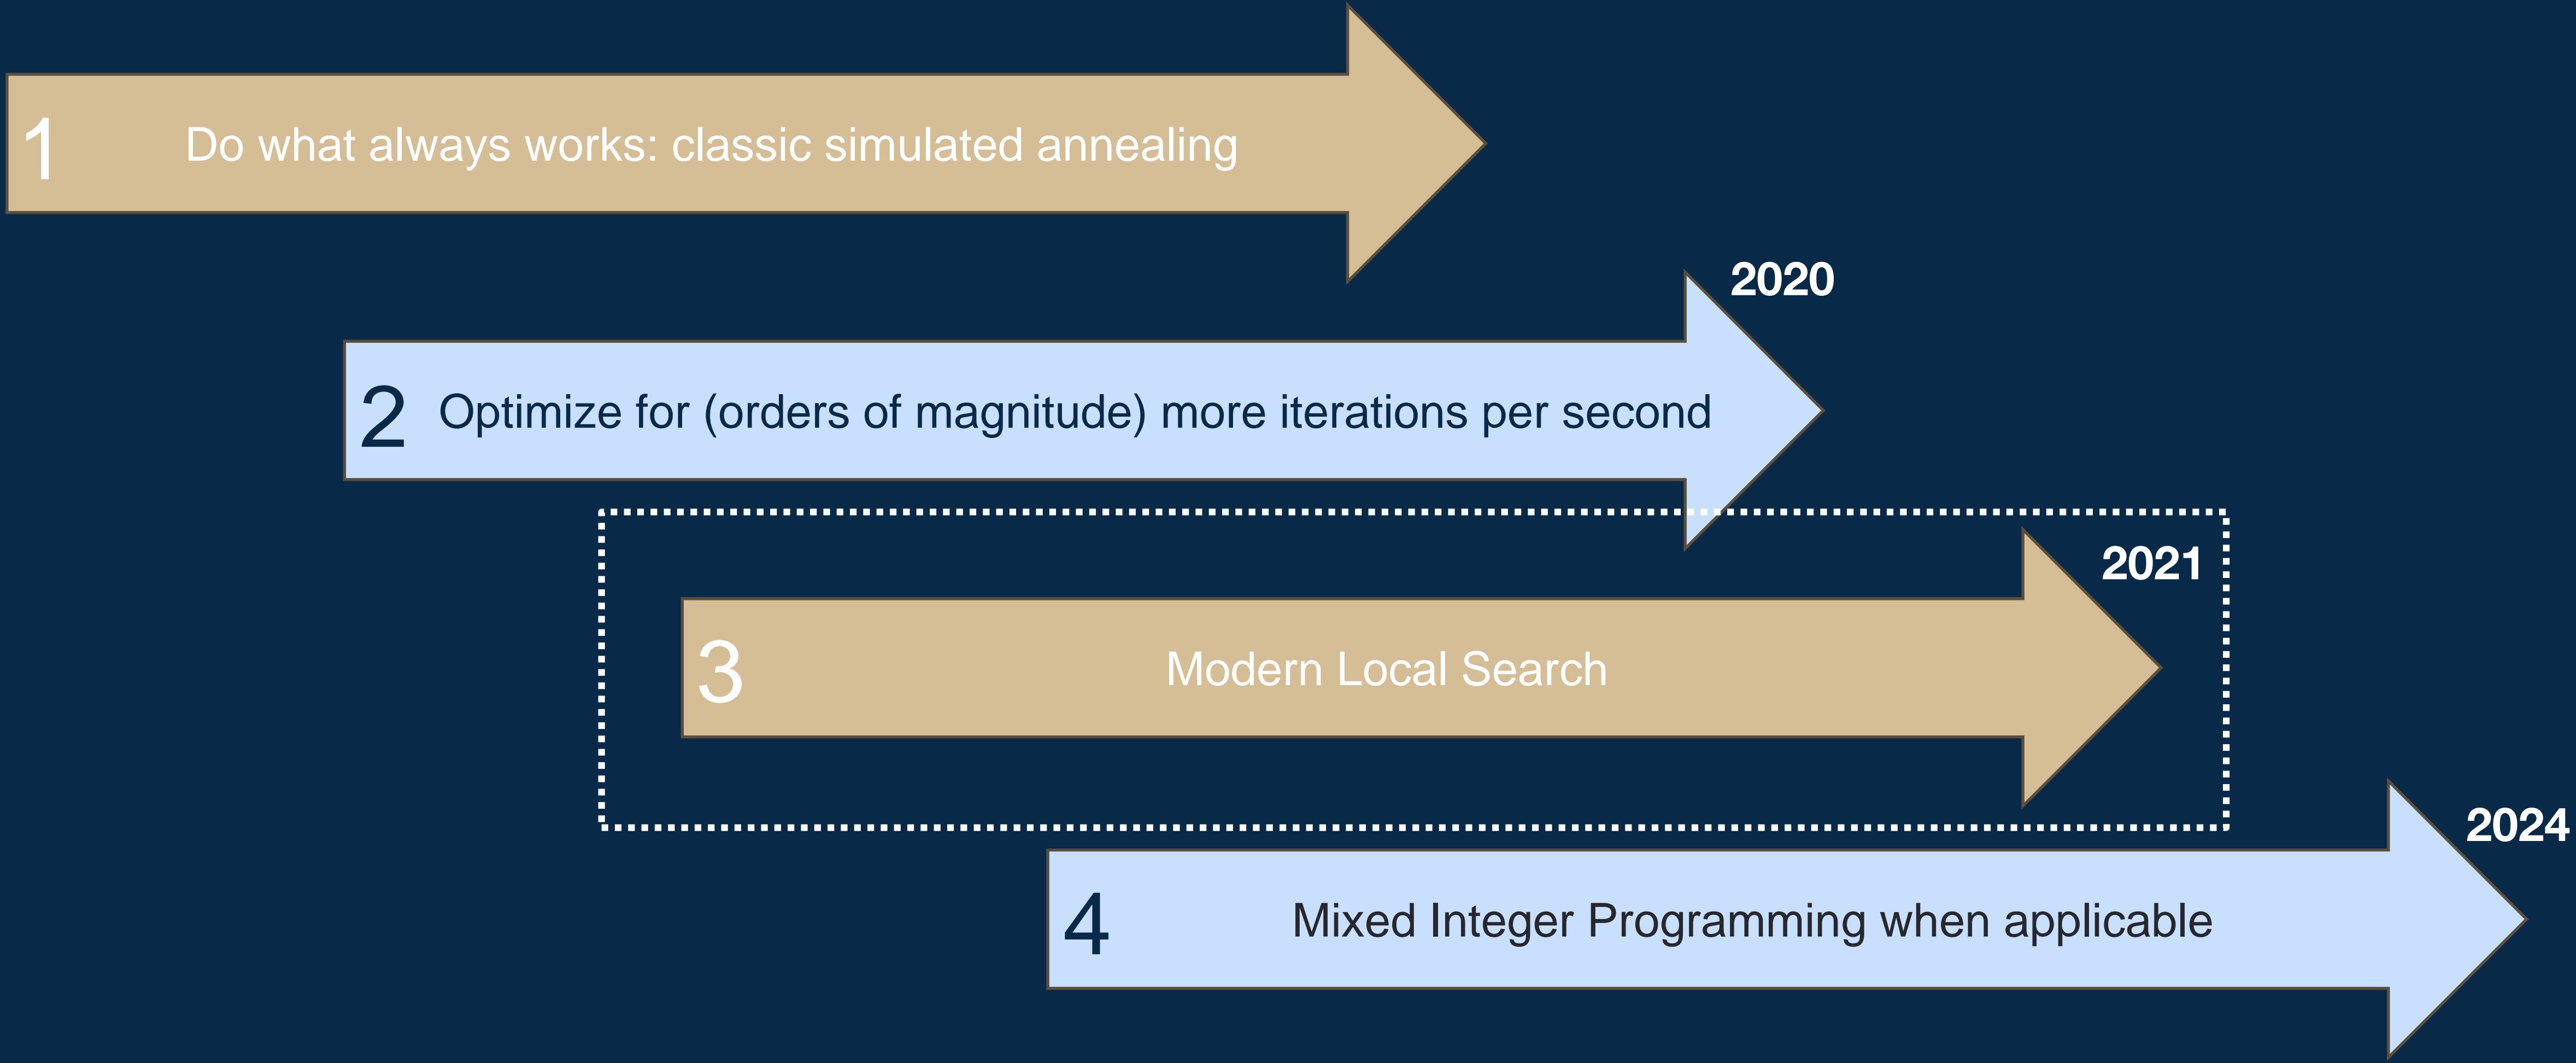 1 Do what always works: classic simulated annealing
2020
2 Optimize for (orders of magnitude) more iterations per second
2021
3 Modern Local Search
2024
4 Mixed Integer Programming when applicable